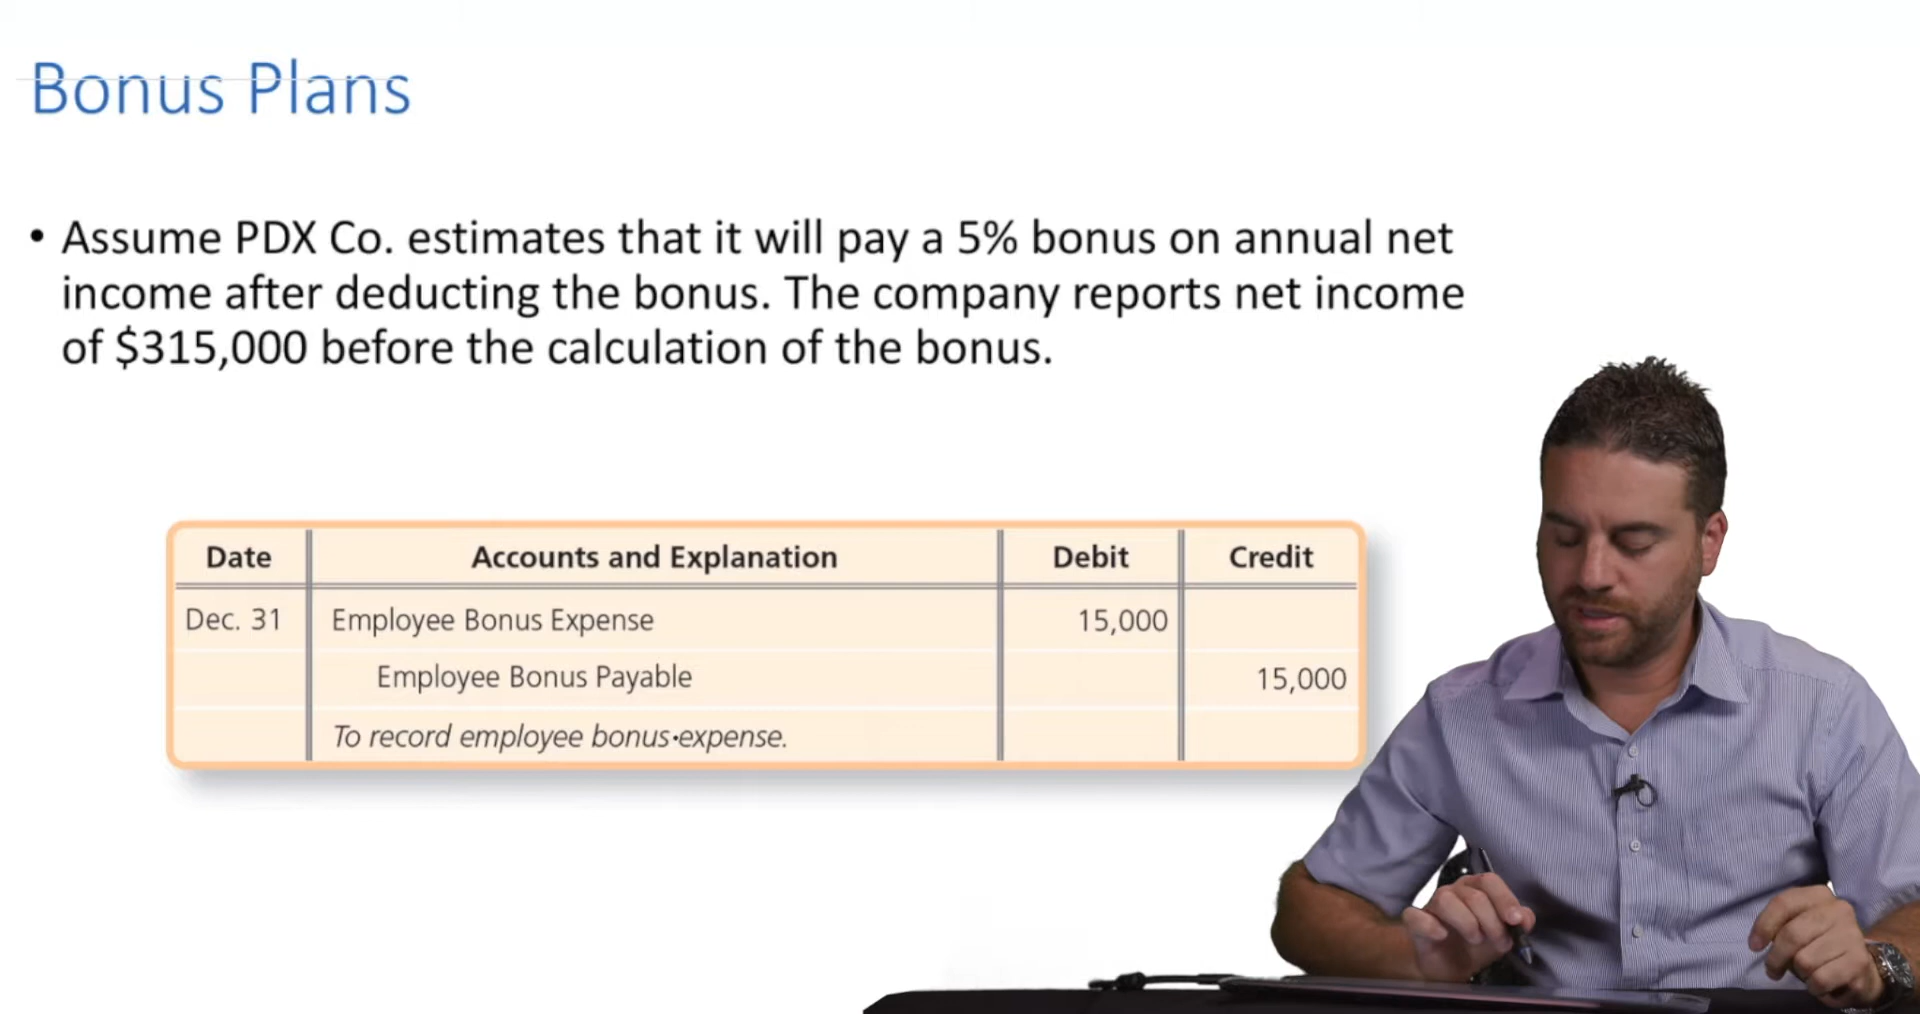 Bonus Plans
• Assume PDX Co. estimates that it will pay a 5% bonus on annual net
income after deducting the bonus. The company reports net income
of $315,000 before the calculation of the bonus.
Date Accounts and Explanation Debit Credit
Dec. 31 Employee Bonus Expense 15,000
Employee Bonus Payable 15,000
To record employee bonus expense.